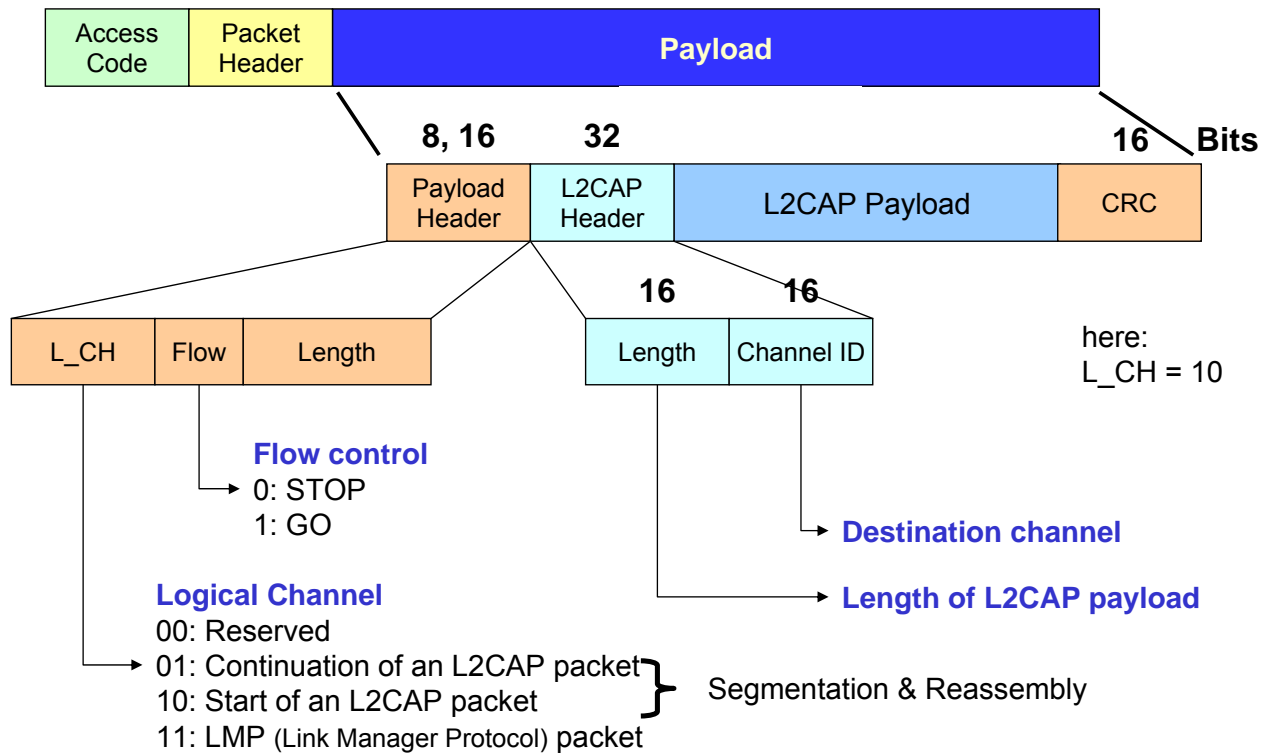 Access
Code
Packet
Header
Payload
8, 16
32
16
Bits
Payload
Header
L2CAP
Header
L2CAP Payload
CRC
16
16
L_CH
Flow
Length
Length
Channel ID
here:
L_CH = 10
Flow control
0: STOP
1: GO
Destination channel
Length of L2CAP payload
Logical Channel
00: Reserved
01: Continuation of an L2CAP packet
10: Start of an L2CAP packet
11: LMP (Link Manager Protocol) packet
Segmentation & Reassembly